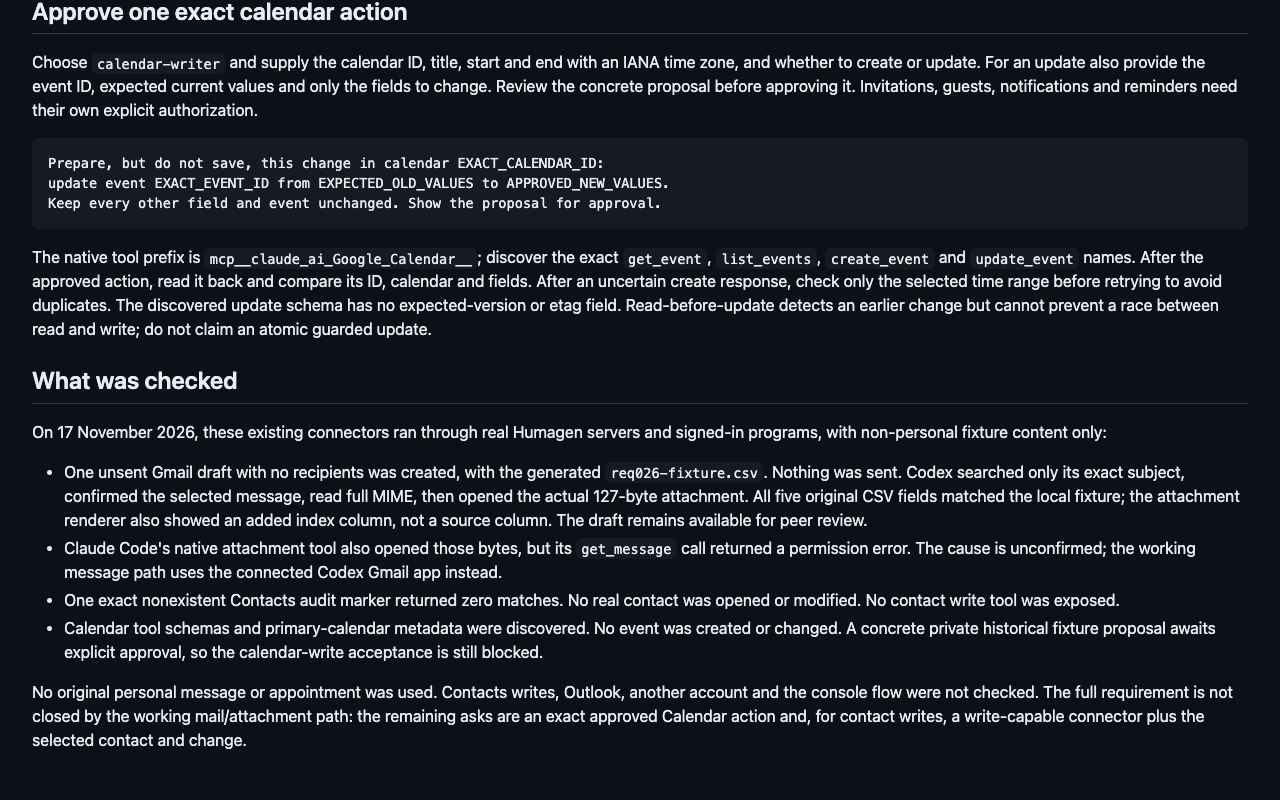 Approve one exact calendar action
Choose calendar-writer and supply the calendar ID, title, start and end with an IANA time zone, and whether to create or update. For an update also provide the
event ID, expected current values and only the fields to change. Review the concrete proposal before approving it. Invitations, guests, notifications and reminders need
their own explicit authorization.
Prepare, but do not save, this change in calendar EXACT_CALENDAR_ID:
update event EXACT_EVENT_ID from EXPECTED_OLD_VALUES to APPROVED_NEW_VALUES.
Keep every other field and event unchanged. Show the proposal for approval.
The native tool prefix is mcp__claude_ai_Google_Calendar__; discover the exact get_event, list_events, create_event and update_event names. After the
approved action, read it back and compare its ID, calendar and fields. After an uncertain create response, check only the selected time range before retrying to avoid
duplicates. The discovered update schema has no expected-version or etag field. Read-before-update detects an earlier change but cannot prevent a race between
read and write; do not claim an atomic guarded update.
What was checked
On 17 November 2026, these existing connectors ran through real Humagen servers and signed-in programs, with non-personal fixture content only:
• One unsent Gmail draft with no recipients was created, with the generated req026-fixture.csv. Nothing was sent. Codex searched only its exact subject,
confirmed the selected message, read full MIME, then opened the actual 127-byte attachment. All five original CSV fields matched the local fixture; the attachment
renderer also showed an added index column, not a source column. The draft remains available for peer review.
• Claude Code's native attachment tool also opened those bytes, but its get_message call returned a permission error. The cause is unconfirmed; the working
message path uses the connected Codex Gmail app instead.
• One exact nonexistent Contacts audit marker returned zero matches. No real contact was opened or modified. No contact write tool was exposed.
• Calendar tool schemas and primary-calendar metadata were discovered. No event was created or changed. A concrete private historical fixture proposal awaits
explicit approval, so the calendar-write acceptance is still blocked.
No original personal message or appointment was used. Contacts writes, Outlook, another account and the console flow were not checked. The full requirement is not
closed by the working mail/attachment path: the remaining asks are an exact approved Calendar action and, for contact writes, a write-capable connector plus the
selected contact and change.